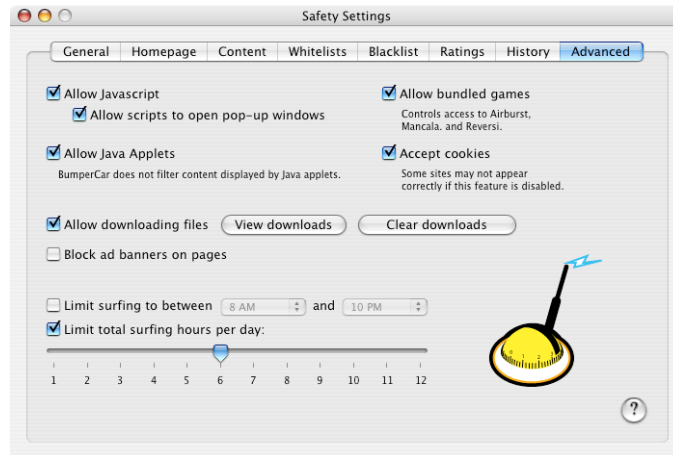 Safety Settings
General Homepage Content Whitelists Blacklist Ratings History Advanced
Allow Javascript
Allow scripts to open pop-up windows
Allow bundled games
Controls access to Airburst,
Mancala. and Reversi.
Allow Java Applets
BumperCar does not filter content displayed by Java applets.
Accept cookies
Some sites may not appear
correctly if this feature is disabled.
Allow downloading files View downloads Clear downloads
Block ad banners on pages
Limit surfing to between 8 AM and 10 PM
Limit total surfing hours per day:
1 2 3 4 5 6 7 8 9 10 11 12
0 1 2 3
?